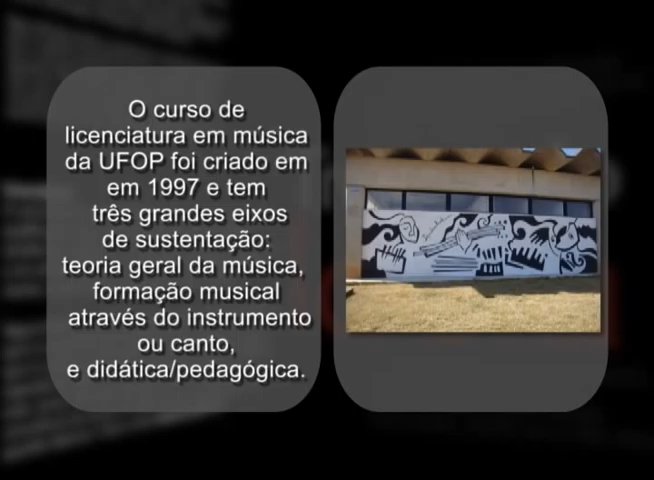 O curso de
licenciatura em música
da UFOP foi criado em
em 1997 e tem
três grandes eixos
de sustentação:
teoria geral da música,
formação musical
através do instrumento
ou canto,
e didática/pedagógica.